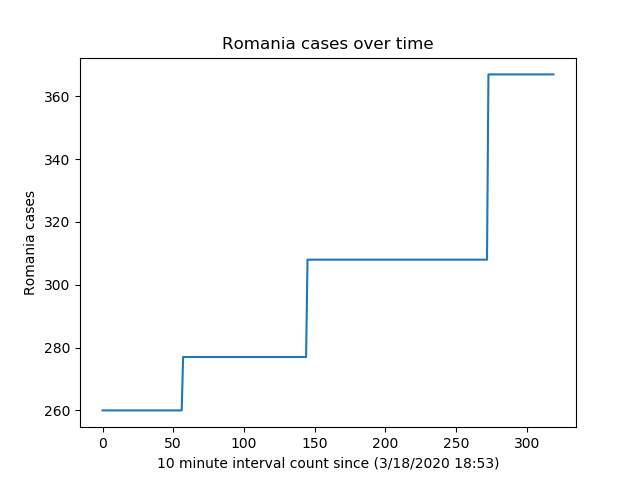 Romania cases over time
360
340
320
300
280
260
Romania cases
0 50 100 150 200 250 300
10 minute interval count since (3/18/2020 18:53)